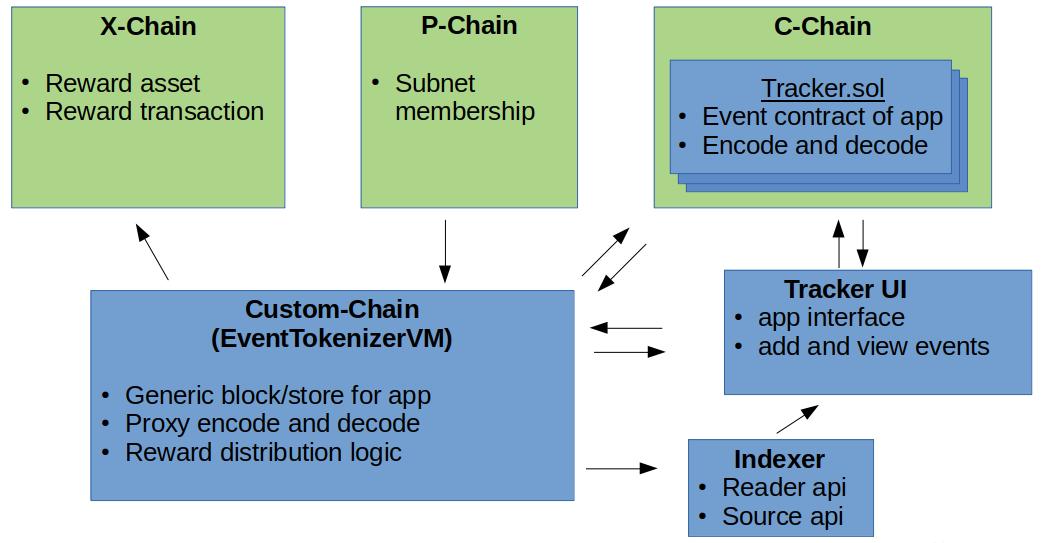 X-Chain
• Reward asset
• Reward transaction
P-Chain
• Subnet
membership
C-Chain
Tracker.sol
• Event contract of app
• Encode and decode
Custom-Chain
(EventTokenizerVM)
• Generic block/store for app
• Proxy encode and decode
• Reward distribution logic
Tracker UI
• app interface
• add and view events
Indexer
• Reader api
• Source api